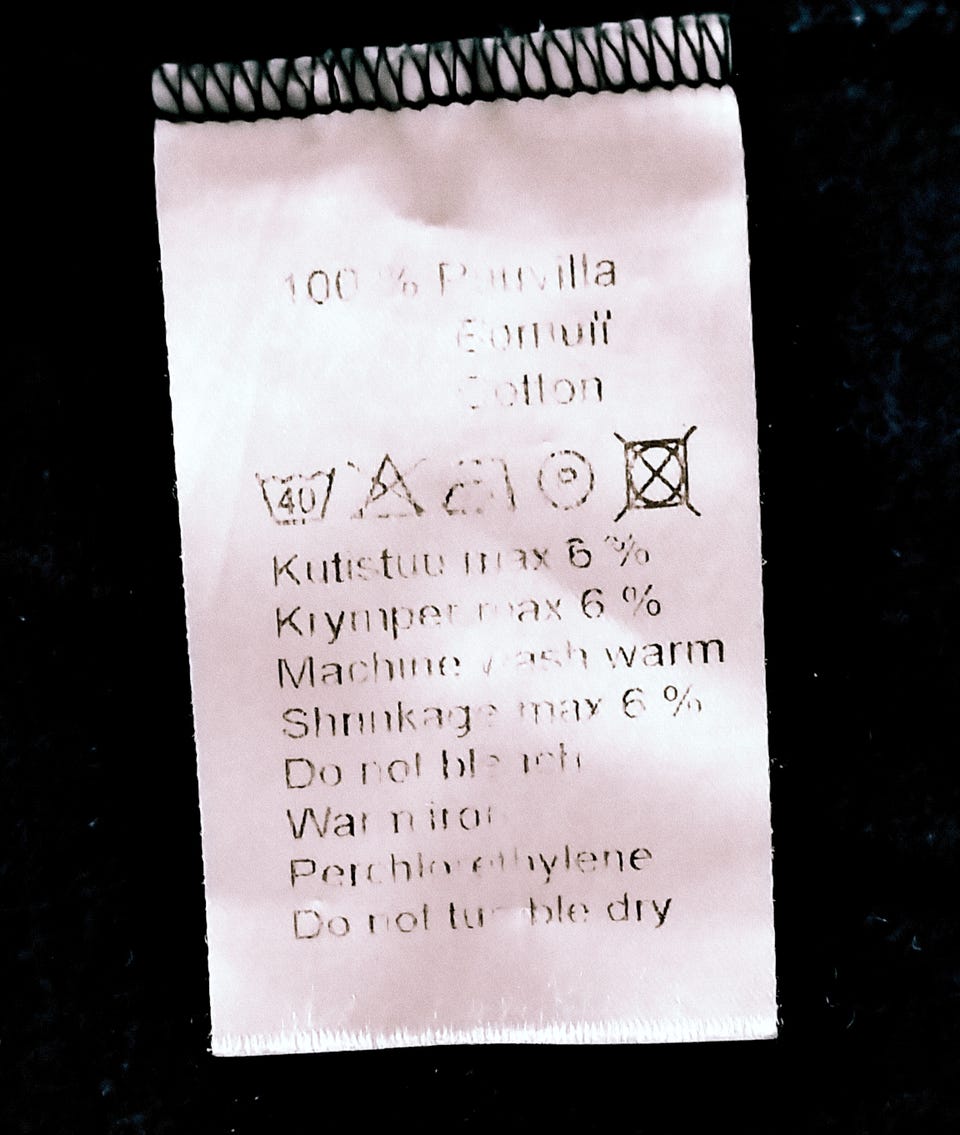 100 % Puuvilla
Bomull
Cotton
40 P
Kutistuu max 6 %
Krymper max 6 %
Machine wash warm
Shrinkage max 6 %
Do not bleach
Warm iron
Perchlorethylene
Do not tumble dry